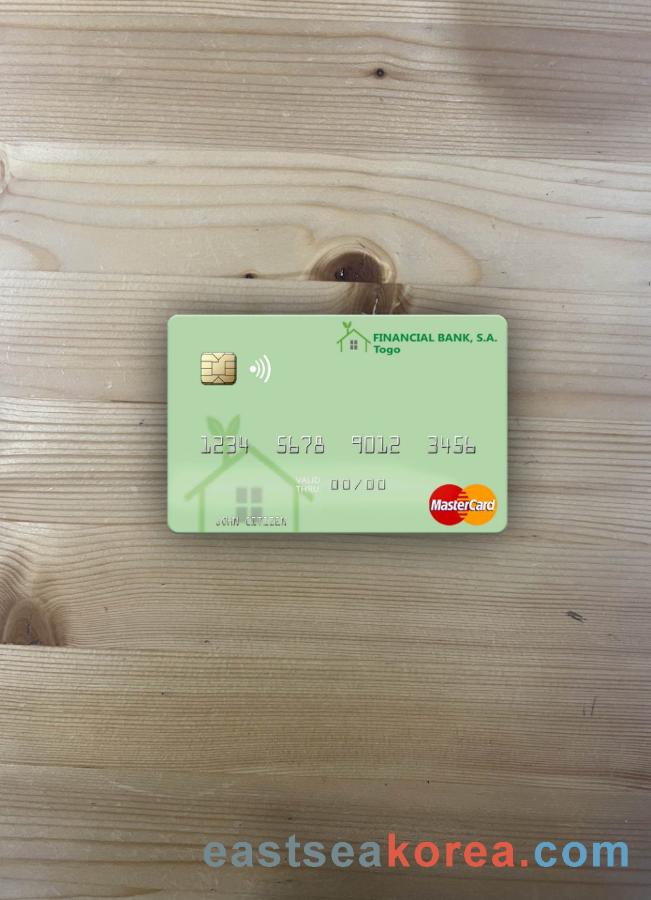 FINANCIAL BANK, S.A.
Togo
1234 5678 9012 3456
VALID
THRU
00/00
JOHN CITIZEN
MasterCard
eastseakorea.com